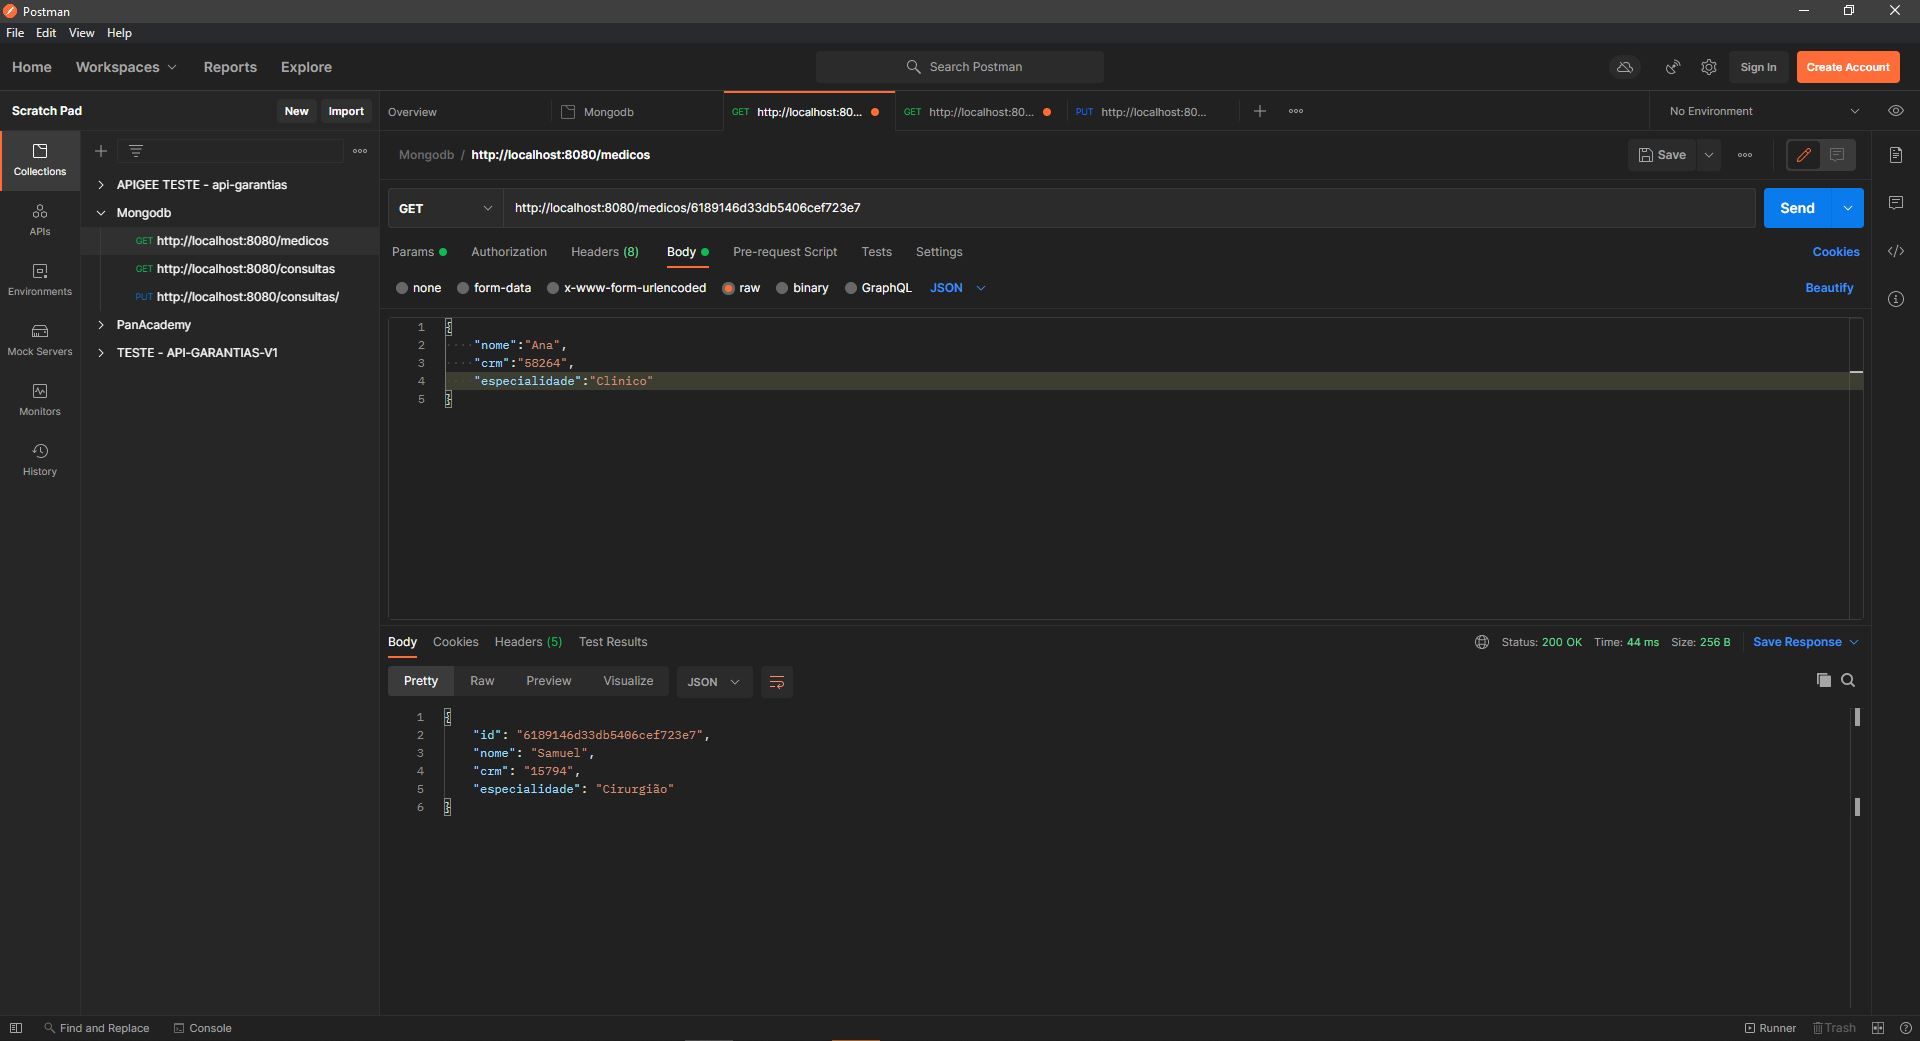 Postman
File Edit View Help
Home Workspaces Reports Explore
Search Postman
Sign In Create Account
Scratch Pad New Import
Overview Mongodb GET http://localhost:80... GET http://localhost:80... PUT http://localhost:80...
No Environment
Collections
APIs
Environments
Mock Servers
Monitors
History
APIGEE TESTE - api-garantias
Mongodb
GET http://localhost:8080/medicos
GET http://localhost:8080/consultas
PUT http://localhost:8080/consultas/
PanAcademy
TESTE - API-GARANTIAS-V1
Mongodb / http://localhost:8080/medicos
Save
GET http://localhost:8080/medicos/6189146d33db5406cef723e7 Send
Params Authorization Headers (8) Body Pre-request Script Tests Settings Cookies
none form-data x-www-form-urlencoded raw binary GraphQL JSON Beautify
1 {
2 "nome":"Ana",
3 "crm":"58264",
4 "especialidade":"Clinico"
5 }
Body Cookies Headers (5) Test Results Status: 200 OK Time: 44 ms Size: 256 B Save Response
Pretty Raw Preview Visualize JSON
1 {
2 "id": "6189146d33db5406cef723e7",
3 "nome": "Samuel",
4 "crm": "15794",
5 "especialidade": "Cirurgião"
6 }
Find and Replace Console Runner Trash